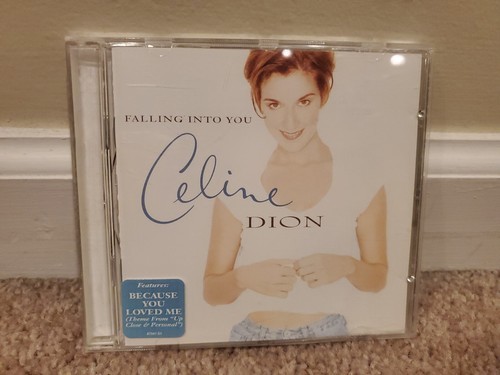 FALLING INTO YOU
Celine
DION
Features:
BECAUSE
YOU
LOVED ME
(Theme From "Up
Close & Personal")